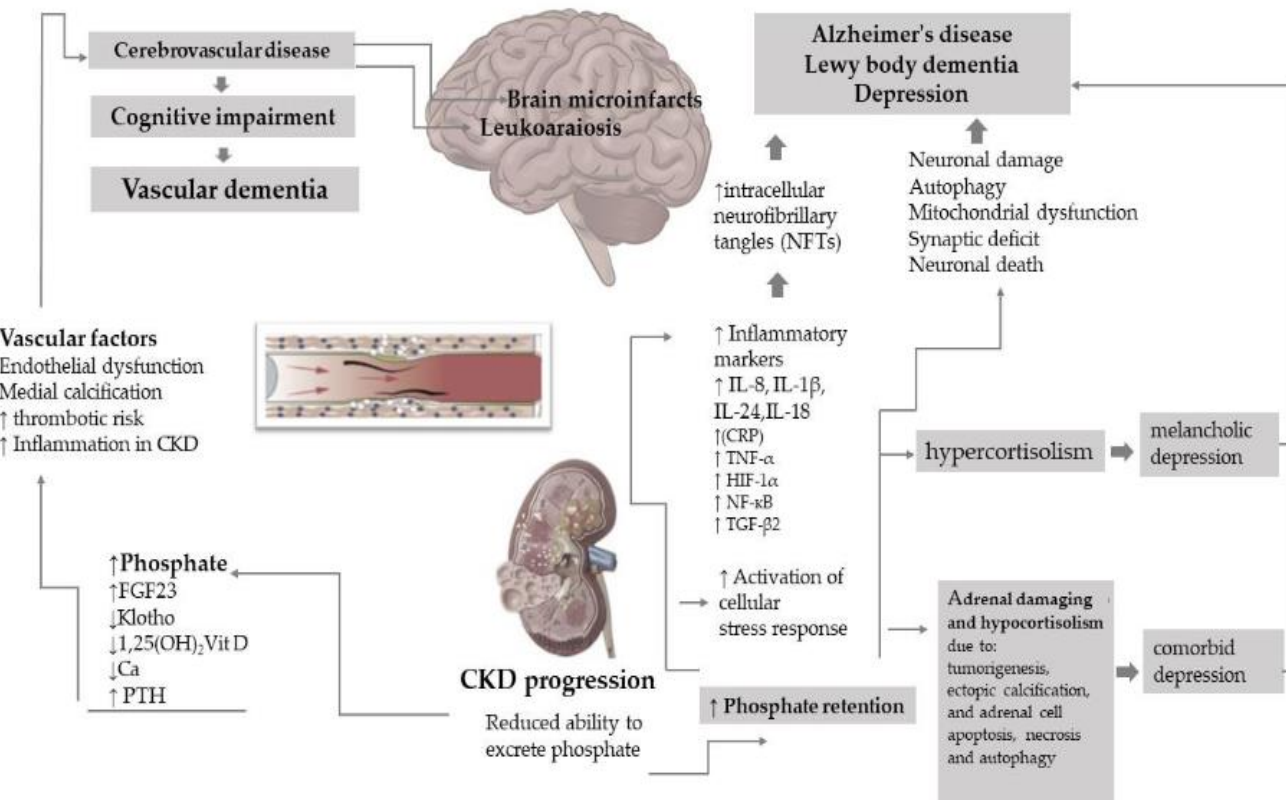 Cerebrovascular disease
Cognitive impairment
Vascular dementia
Brain microinfarcts
Leukoaraiosis
Alzheimer's disease
Lewy body dementia
Depression
↑intracellular
neurofibrillary
tangles (NFTs)
Neuronal damage
Autophagy
Mitochondrial dysfunction
Synaptic deficit
Neuronal death
Vascular factors
Endothelial dysfunction
Medial calcification
↑ thrombotic risk
↑ Inflammation in CKD
↑ Inflammatory
markers
↑ IL-8, IL-1β,
IL-24,IL-18
↑(CRP)
↑ TNF-α
↑ HIF-1α
↑ NF-κB
↑ TGF-β2
hypercortisolism
melancholic
depression
↑Phosphate
↑FGF23
↓Klotho
↓1,25(OH)₂Vit D
↓Ca
↑ PTH
↑ Activation of
cellular
stress response
Adrenal damaging
and hypocortisolism
due to:
tumorigenesis,
ectopic calcification,
and adrenal cell
apoptosis, necrosis
and autophagy
comorbid
depression
CKD progression
Reduced ability to
excrete phosphate
↑ Phosphate retention